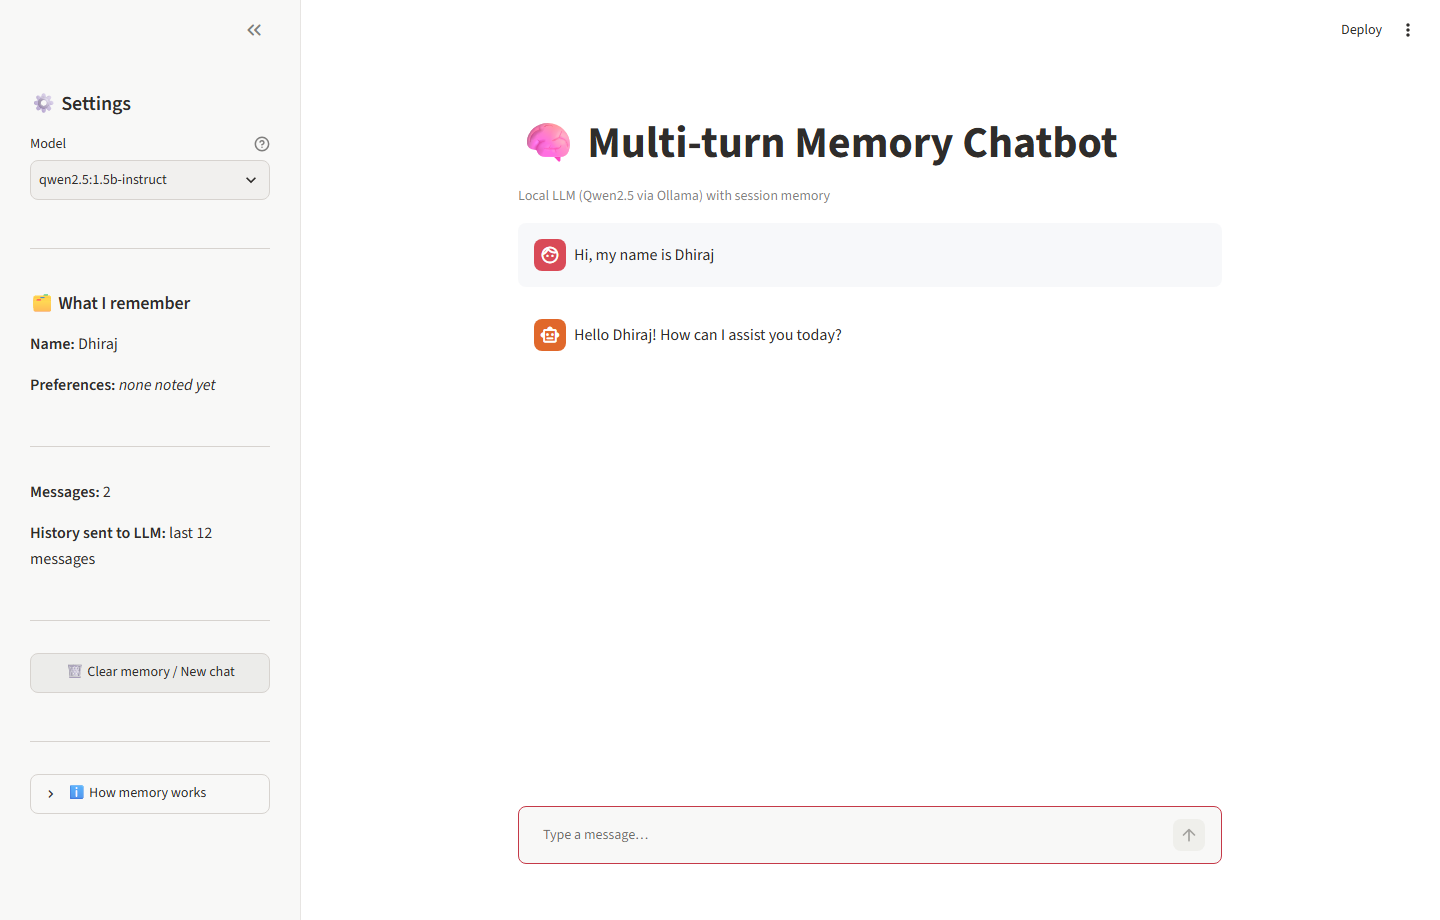 Deploy
Settings
Model
qwen2.5:1.5b-instruct
What I remember
Name: Dhiraj
Preferences: none noted yet
Messages: 2
History sent to LLM: last 12
messages
Clear memory / New chat
How memory works
Multi-turn Memory Chatbot
Local LLM (Qwen2.5 via Ollama) with session memory
Hi, my name is Dhiraj
Hello Dhiraj! How can I assist you today?
Type a message...